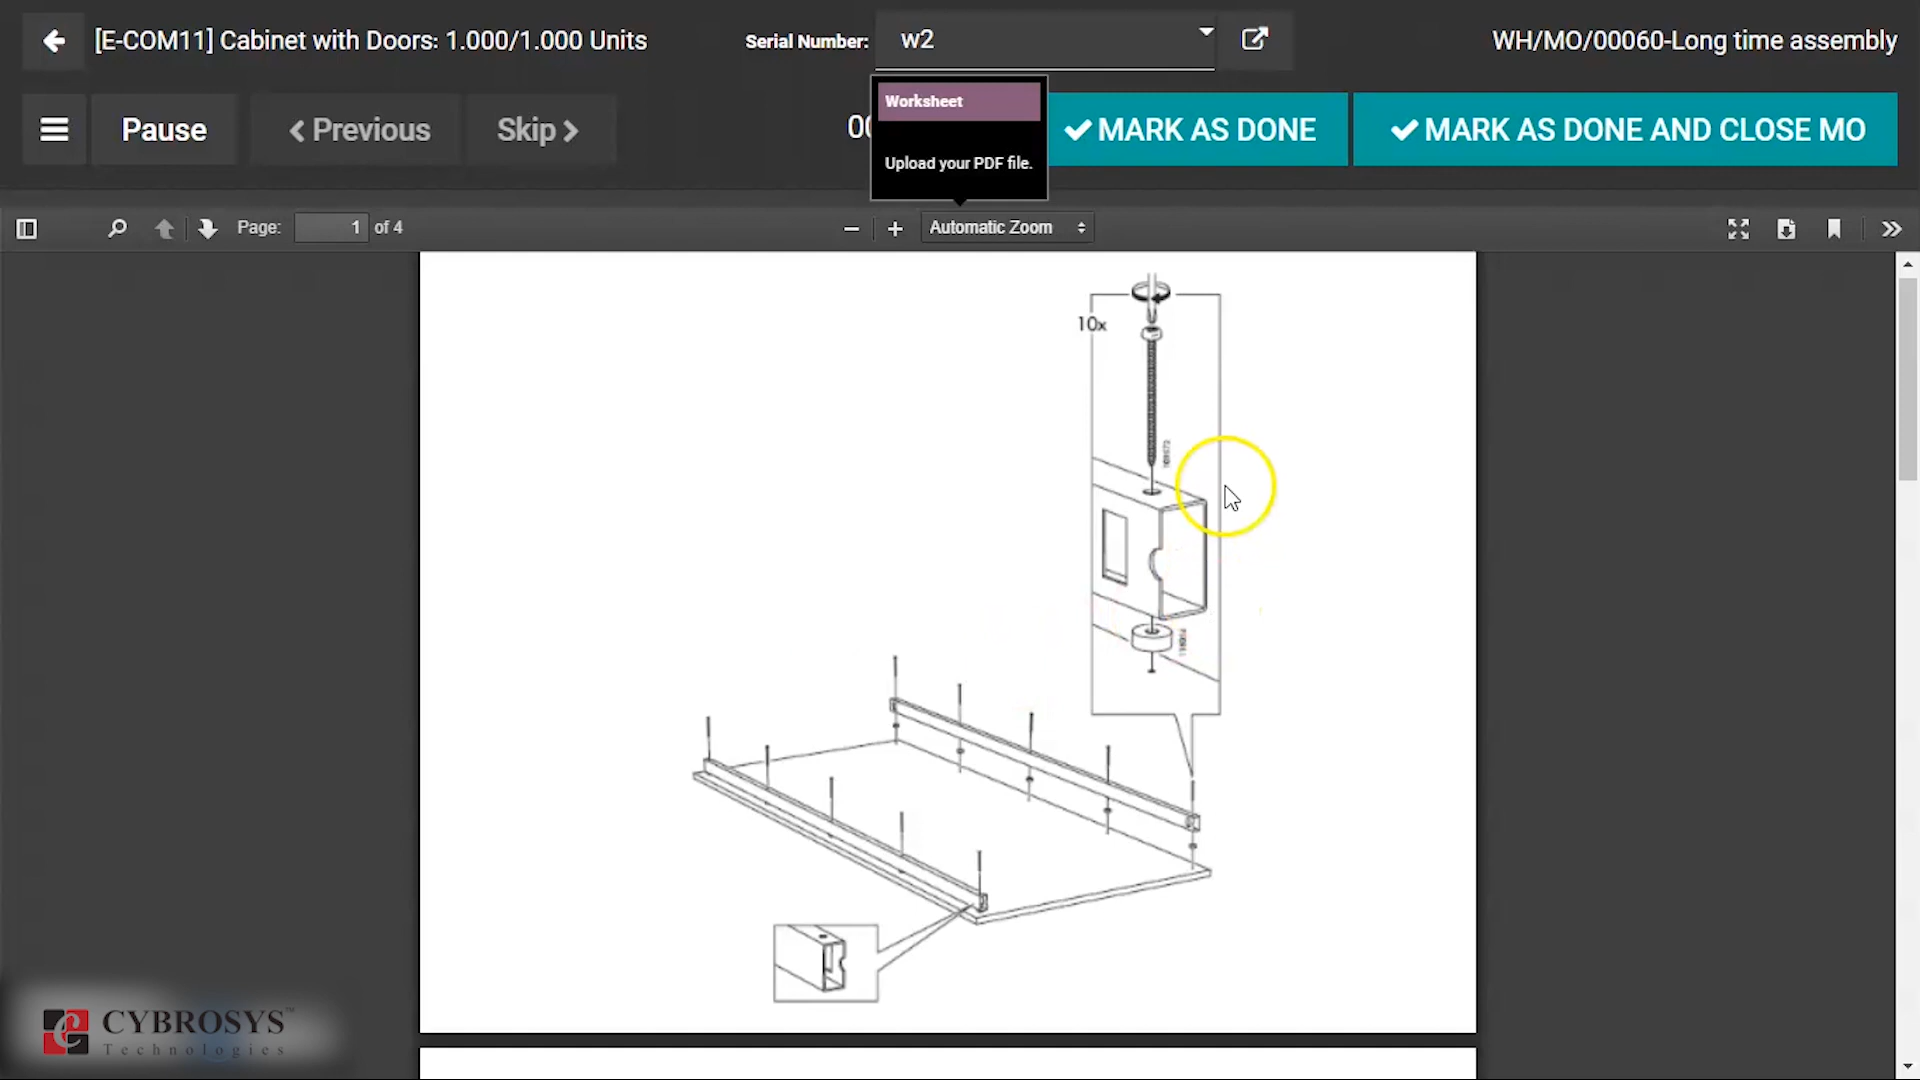 [E-COM11] Cabinet with Doors: 1.000/1.000 Units
Serial Number:
w2
WH/MO/00060-Long time assembly
Pause
Previous
Skip
00
Worksheet
Upload your PDF file.
MARK AS DONE
MARK AS DONE AND CLOSE MO
Page:
1
of 4
Automatic Zoom
10x
CYBROSYS
Technologies